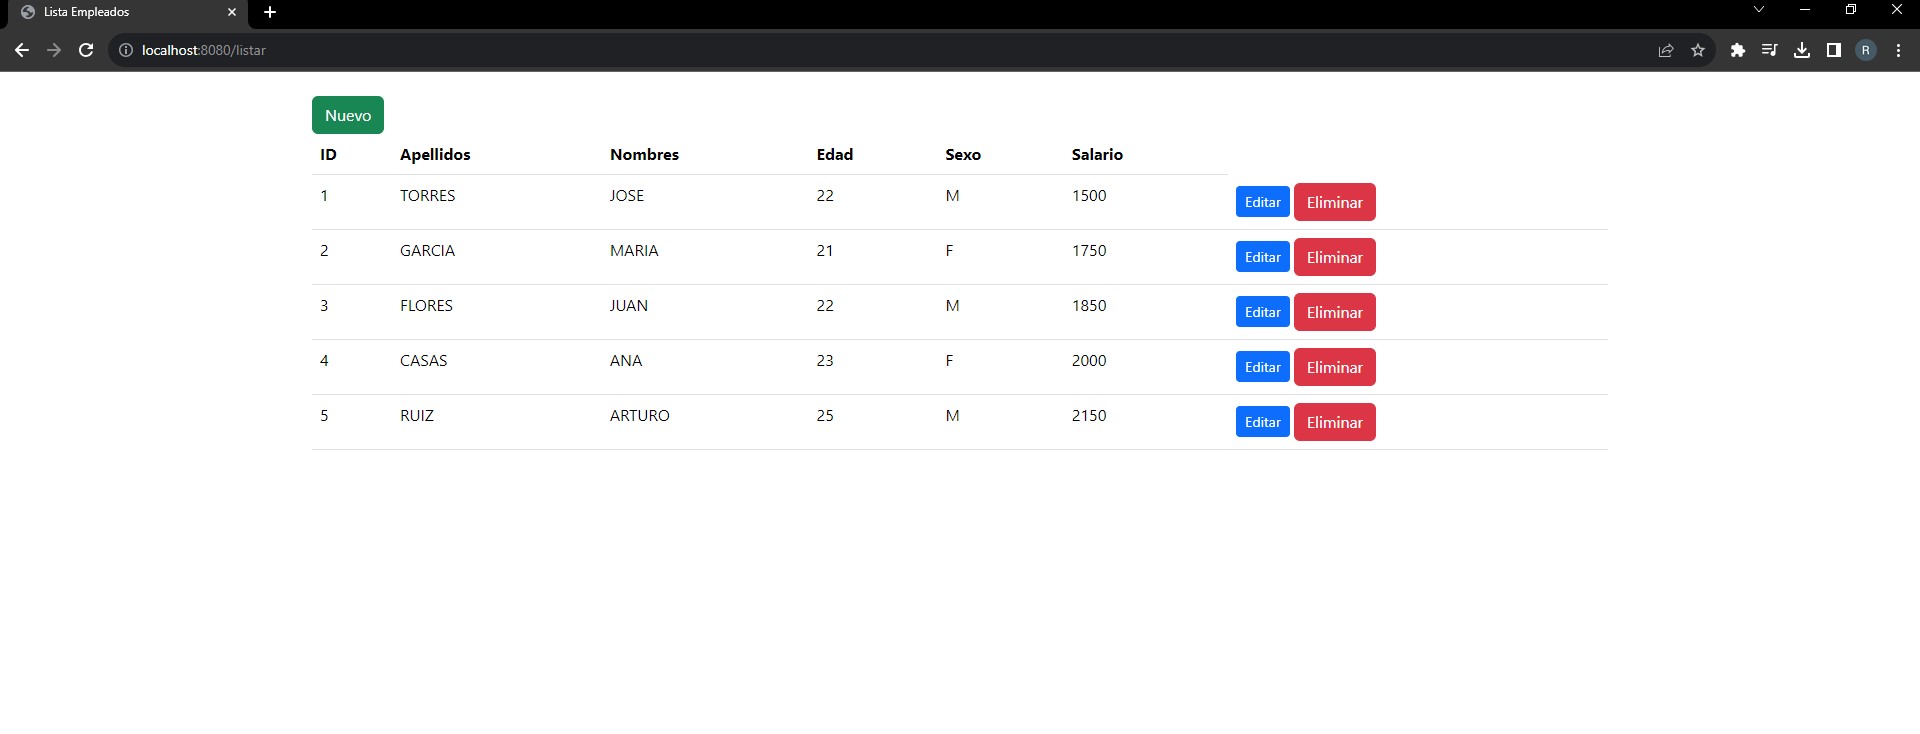 Lista Empleados
localhost:8080/listar
R
Nuevo
ID Apellidos Nombres Edad Sexo Salario
1 TORRES JOSE 22 M 1500 Editar Eliminar
2 GARCIA MARIA 21 F 1750 Editar Eliminar
3 FLORES JUAN 22 M 1850 Editar Eliminar
4 CASAS ANA 23 F 2000 Editar Eliminar
5 RUIZ ARTURO 25 M 2150 Editar Eliminar